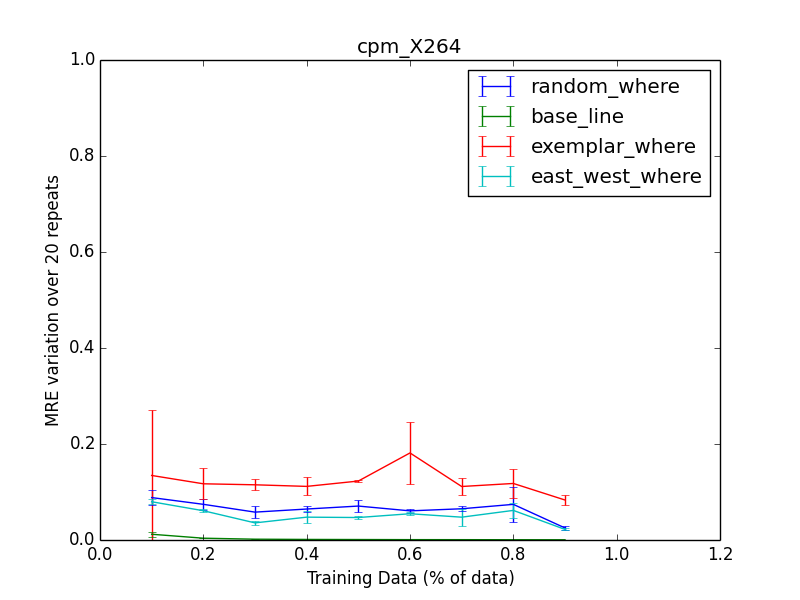 cpm_X264
1.0
0.8
0.6
0.4
0.2
0.0
MRE variation over 20 repeats
random_where
base_line
exemplar_where
east_west_where
0.0 0.2 0.4 0.6 0.8 1.0 1.2
Training Data (% of data)